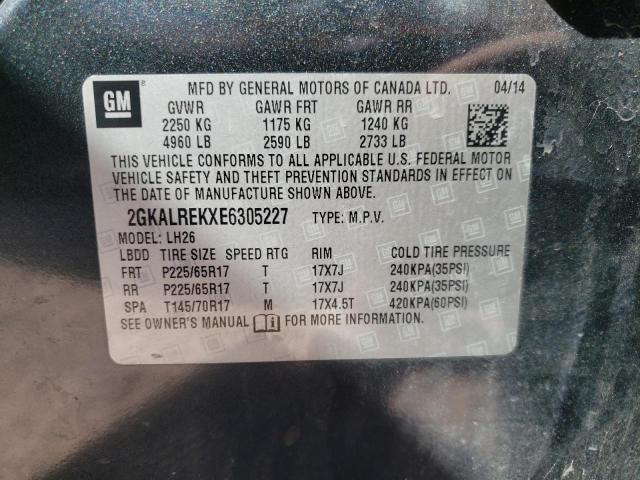 GM
®
MFD BY GENERAL MOTORS OF CANADA LTD. 04/14
GVWR GAWR FRT GAWR RR
2250 KG 1175 KG 1240 KG
4960 LB 2590 LB 2733 LB
THIS VEHICLE CONFORMS TO ALL APPLICABLE U.S. FEDERAL MOTOR
VEHICLE SAFETY AND THEFT PREVENTION STANDARDS IN EFFECT ON
THE DATE OF MANUFACTURE SHOWN ABOVE.
2GKALREKXE6305227 TYPE: M.P.V.
MODEL: LH26
LBDD TIRE SIZE SPEED RTG RIM COLD TIRE PRESSURE
FRT P225/65R17 T 17X7J 240KPA(35PSI)
RR P225/65R17 T 17X7J 240KPA(35PSI)
SPA T145/70R17 M 17X4.5T 420KPA(60PSI)
SEE OWNER'S MANUAL FOR MORE INFORMATION.